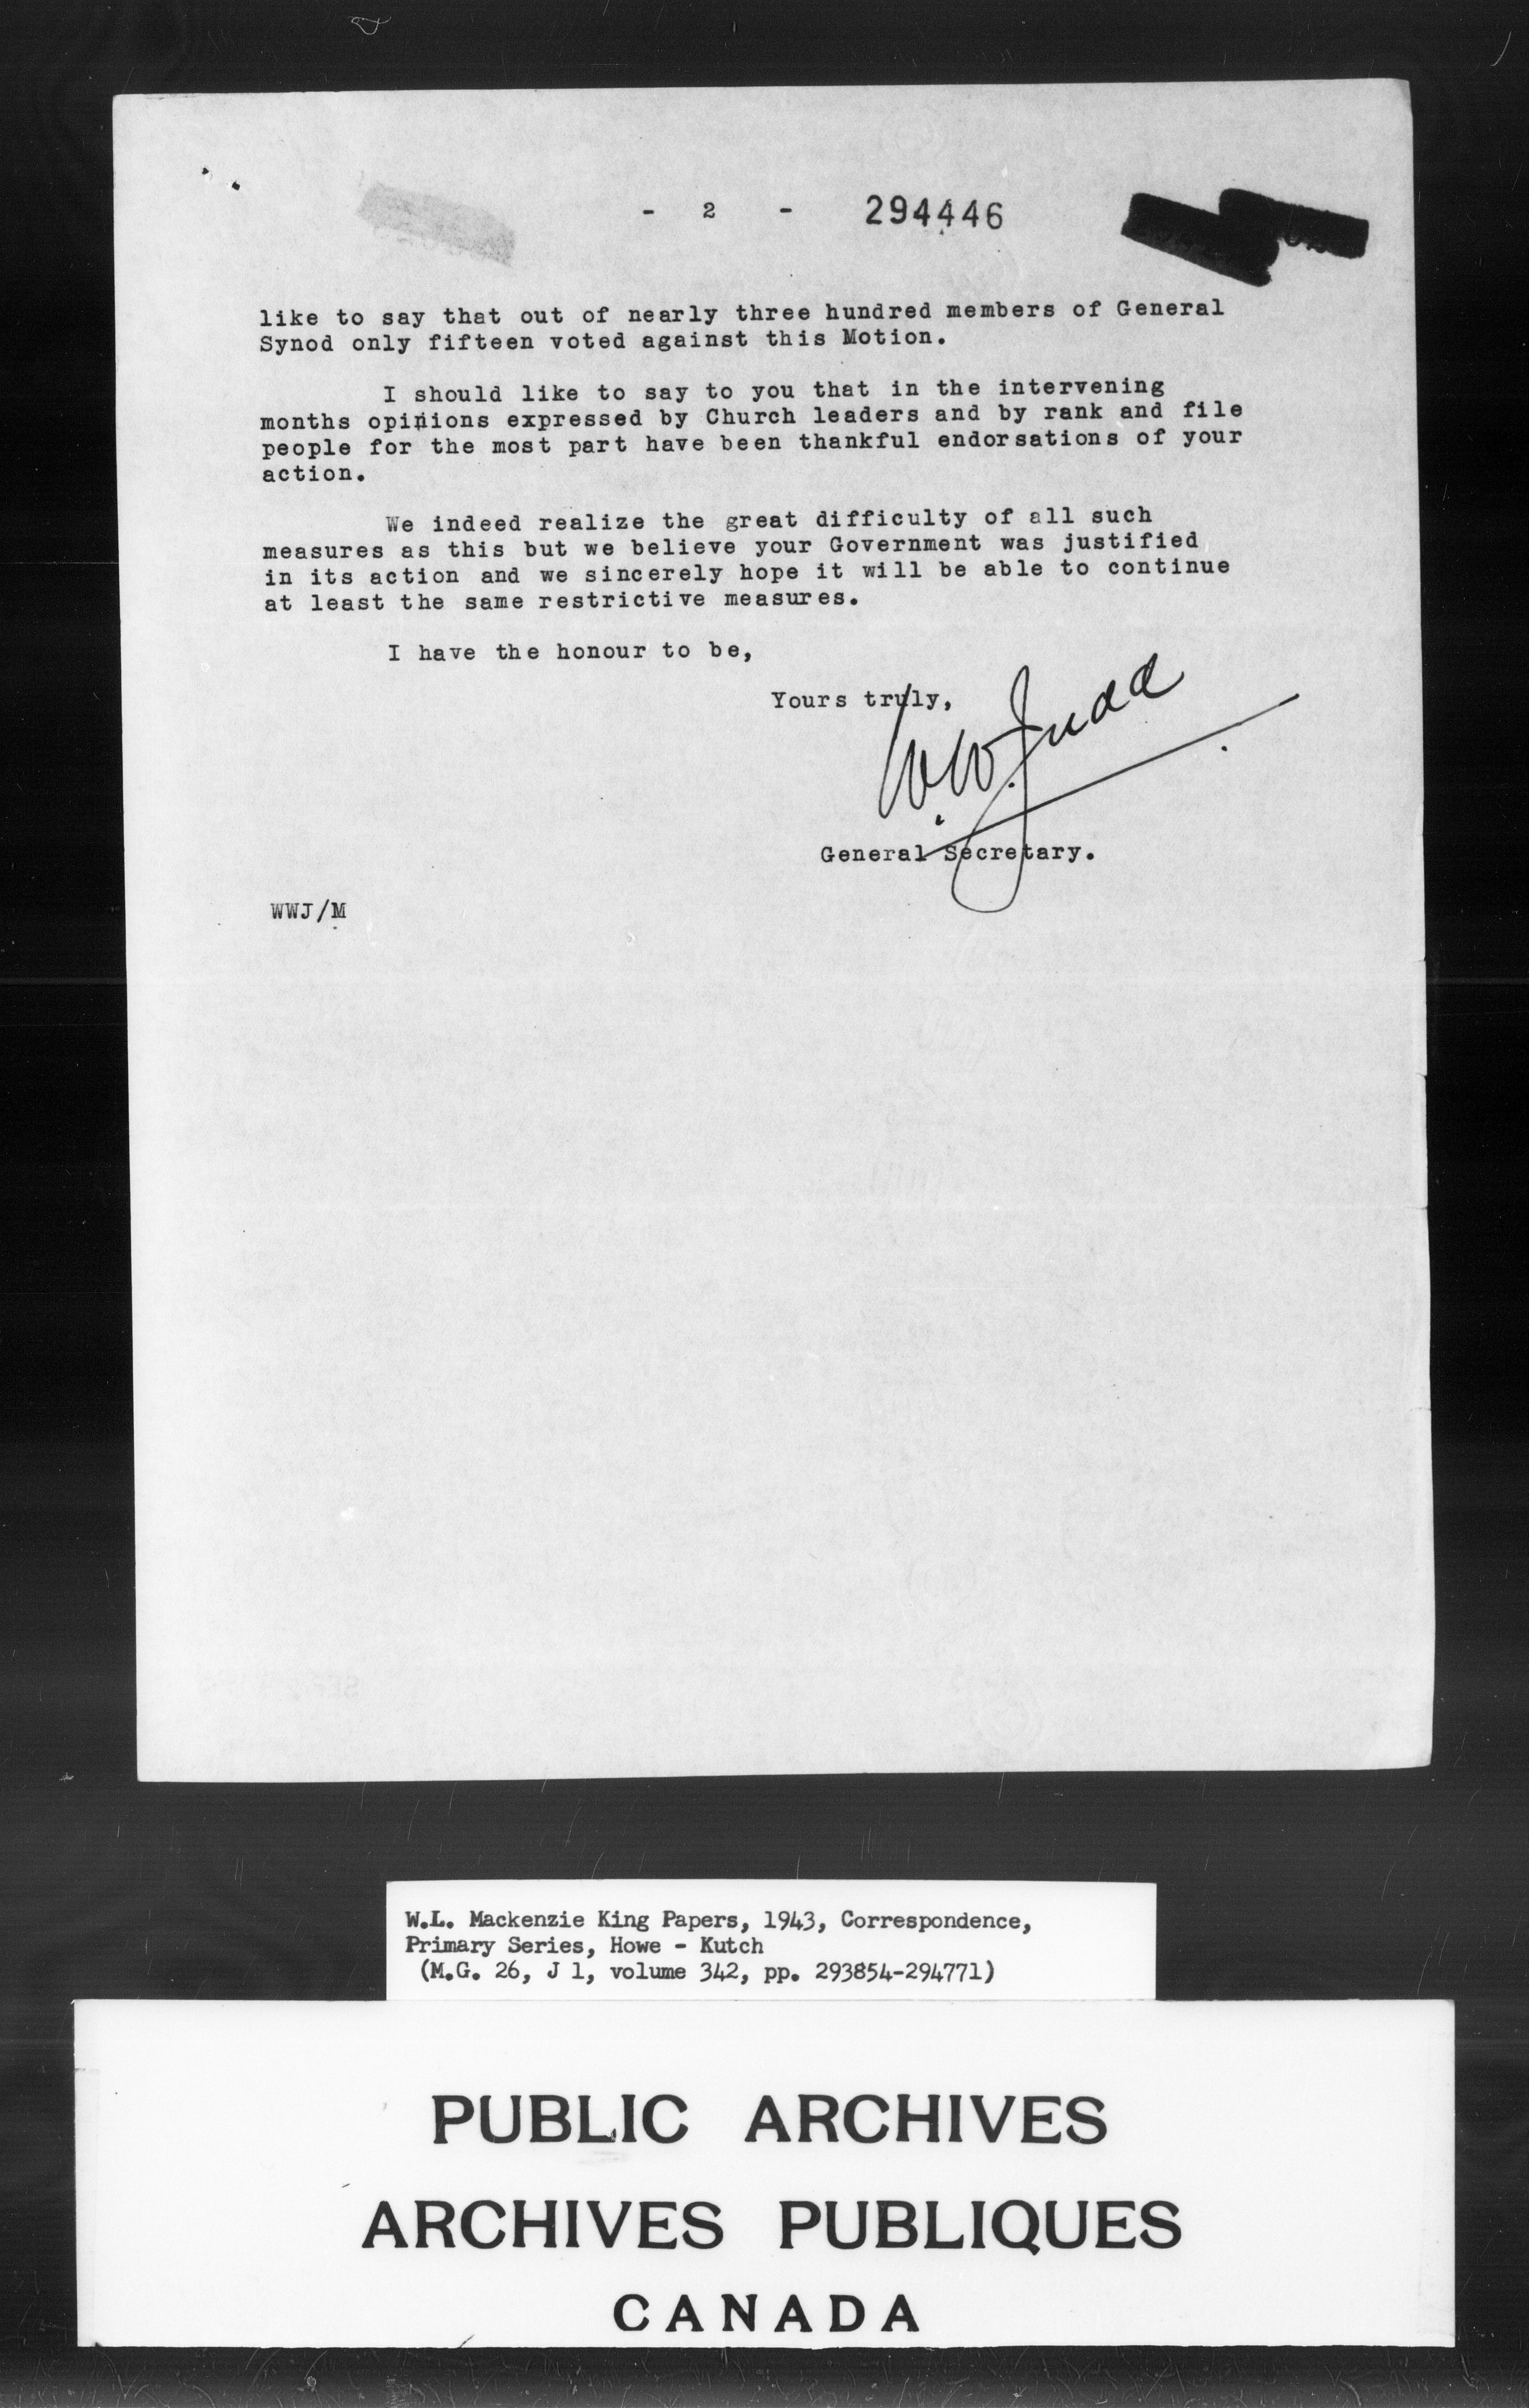 - 2 - 294446
like to say that out of nearly three hundred members of General
Synod only fifteen voted against this Motion.
I should like to say to you that in the intervening
months opinions expressed by Church leaders and by rank and file
people for the most part have been thankful endorsations of your
action.
We indeed realize the great difficulty of all such
measures as this but we believe your Government was justified
in its action and we sincerely hope it will be able to continue
at least the same restrictive measures.
I have the honour to be,
Yours truly,
W.W. Judd
General Secretary.
WWJ/M
W.L. Mackenzie King Papers, 1943, Correspondence,
Primary Series, Howe - Kutch
(M.G. 26, J 1, volume 342, pp. 293854-294771)
PUBLIC ARCHIVES
ARCHIVES PUBLIQUES
CANADA